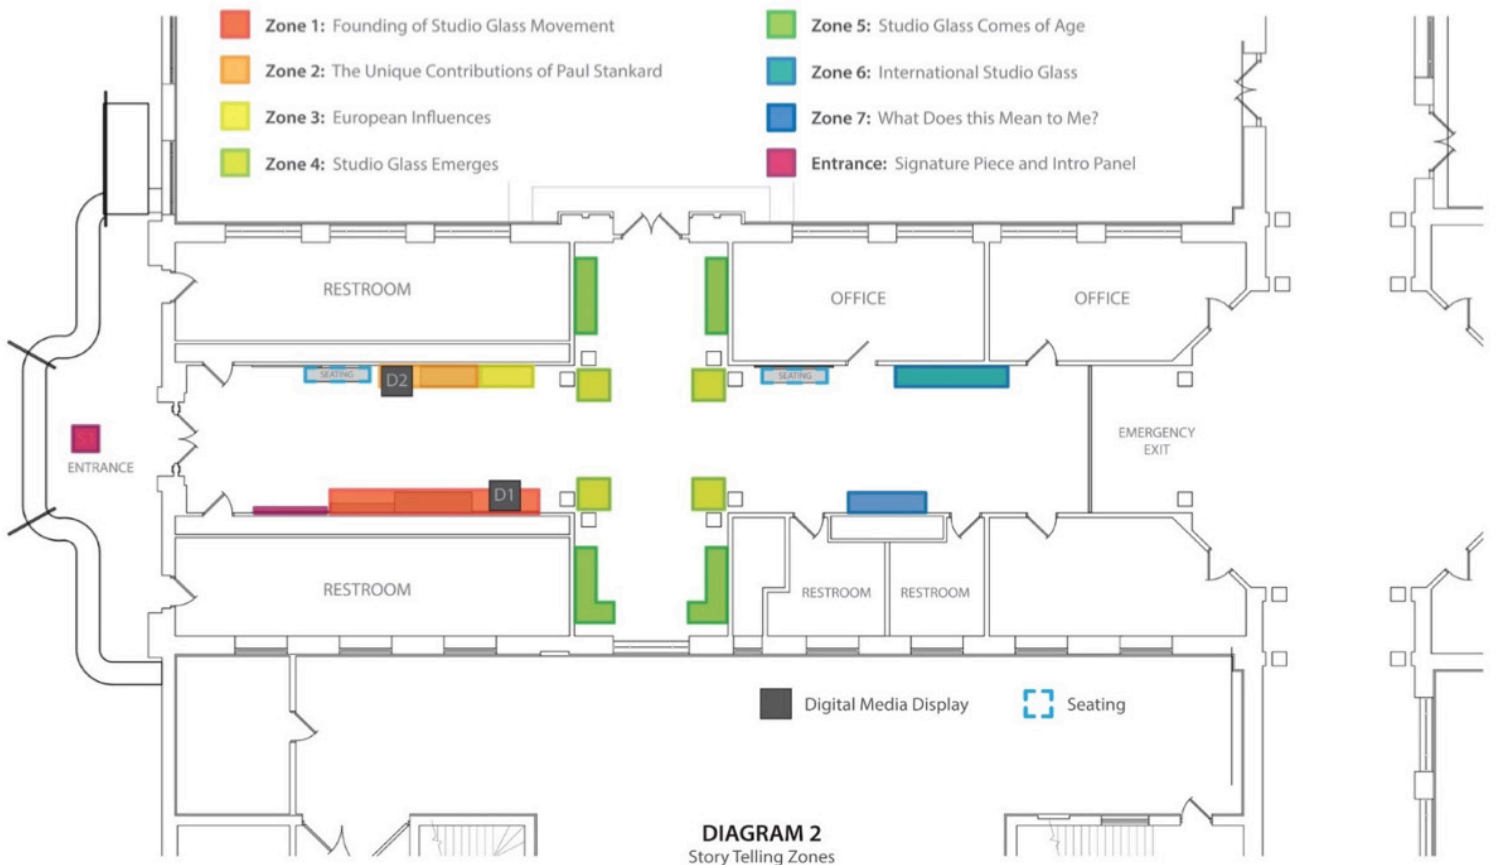 Zone 1: Founding of Studio Glass Movement
Zone 2: The Unique Contributions of Paul Stankard
Zone 3: European Influences
Zone 4: Studio Glass Emerges
Zone 5: Studio Glass Comes of Age
Zone 6: International Studio Glass
Zone 7: What Does this Mean to Me?
Entrance: Signature Piece and Intro Panel
RESTROOM
OFFICE
OFFICE
SEATING
D2
SEATING
ENTRANCE
EMERGENCY
EXIT
D1
RESTROOM
RESTROOM
RESTROOM
Digital Media Display
Seating
DIAGRAM 2
Story Telling Zones